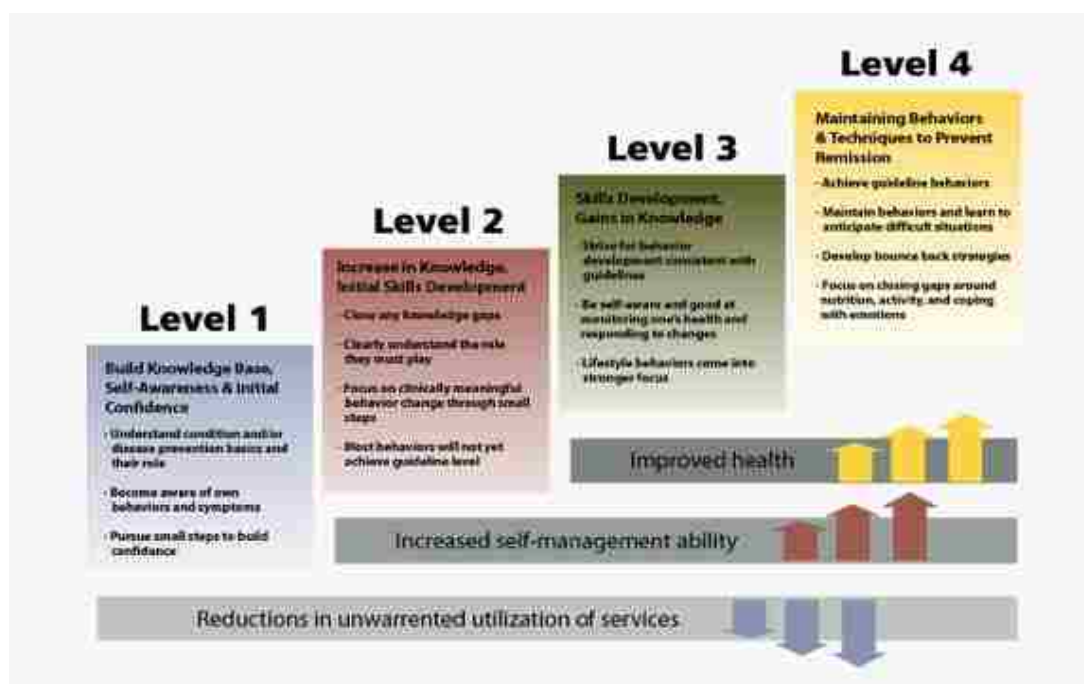 Level 1
Build Knowledge Base,
Self-Awareness & Initial
Confidence
· Understand condition and/or
disease prevention basics and
their role
· Become aware of own
behaviors and symptoms
· Pursue small steps to build
confidence
Level 2
Increase in Knowledge,
Initial Skills Development
· Close any knowledge gaps
· Clearly understand the role
they must play
· Focus on clinically meaningful
behavior change through small
steps
· Most behaviors will not yet
achieve guideline level
Level 3
Skills Development,
Gains in Knowledge
· Strive for behavior
development consistent with
guidelines
· Be self-aware and good at
monitoring one's health and
responding to changes
· Lifestyle behaviors come into
stronger focus
Level 4
Maintaining Behaviors
& Techniques to Prevent
Remission
· Achieve guideline behaviors
· Maintain behaviors and learn to
anticipate difficult situations
· Develop bounce back strategies
· Focus on closing gaps around
nutrition, activity, and coping
with emotions
Improved health
Increased self-management ability
Reductions in unwarrented utilization of services